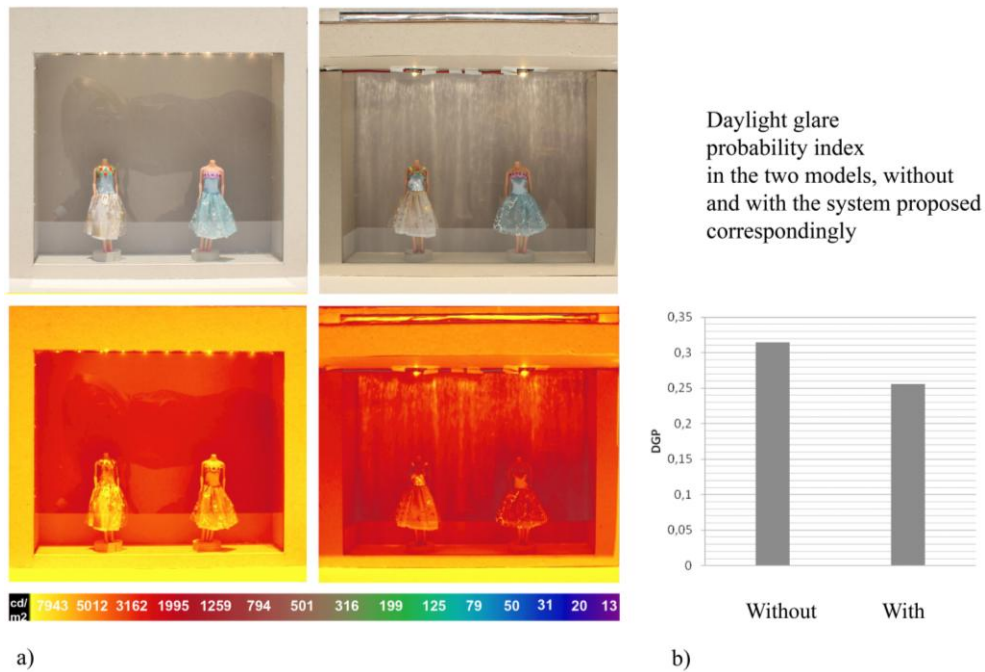 Daylight glare
probability index
in the two models, without
and with the system proposed
correspondingly
0,35
0,3
0,25
0,2
0,15
0,1
0,05
0
DGP
Without With
cd/
m2
7943 5012 3162 1995 1259 794 501 316 199 125 79 50 31 20 13
a) b)